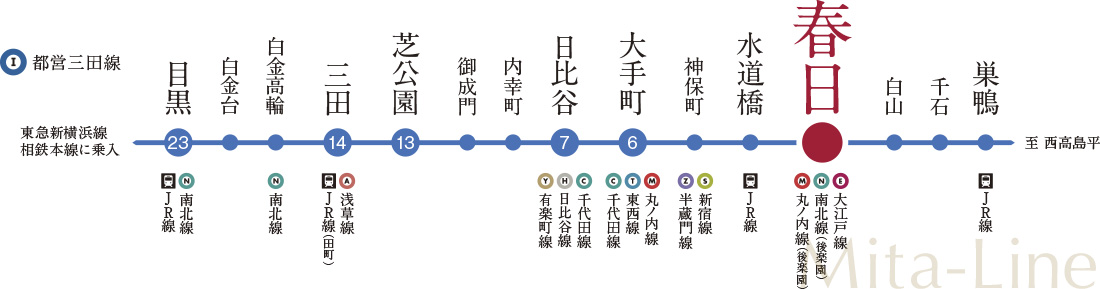 I 都営三田線
東急新横浜線
相鉄本線に乗入
目黒
白金台
白金高輪
三田
芝公園
御成門
内幸町
日比谷
大手町
神保町
水道橋
春日
白山
千石
巣鴨
23
14
13
7
6
至 西高島平
JR線
N 南北線
N 南北線
JR線(田町)
A 浅草線
Y 有楽町線
H 日比谷線
C 千代田線
C 千代田線
T 東西線
M 丸ノ内線
Z 半蔵門線
S 新宿線
JR線
M 丸ノ内線(後楽園)
N 南北線(後楽園)
E 大江戸線
JR線
Mita-Line